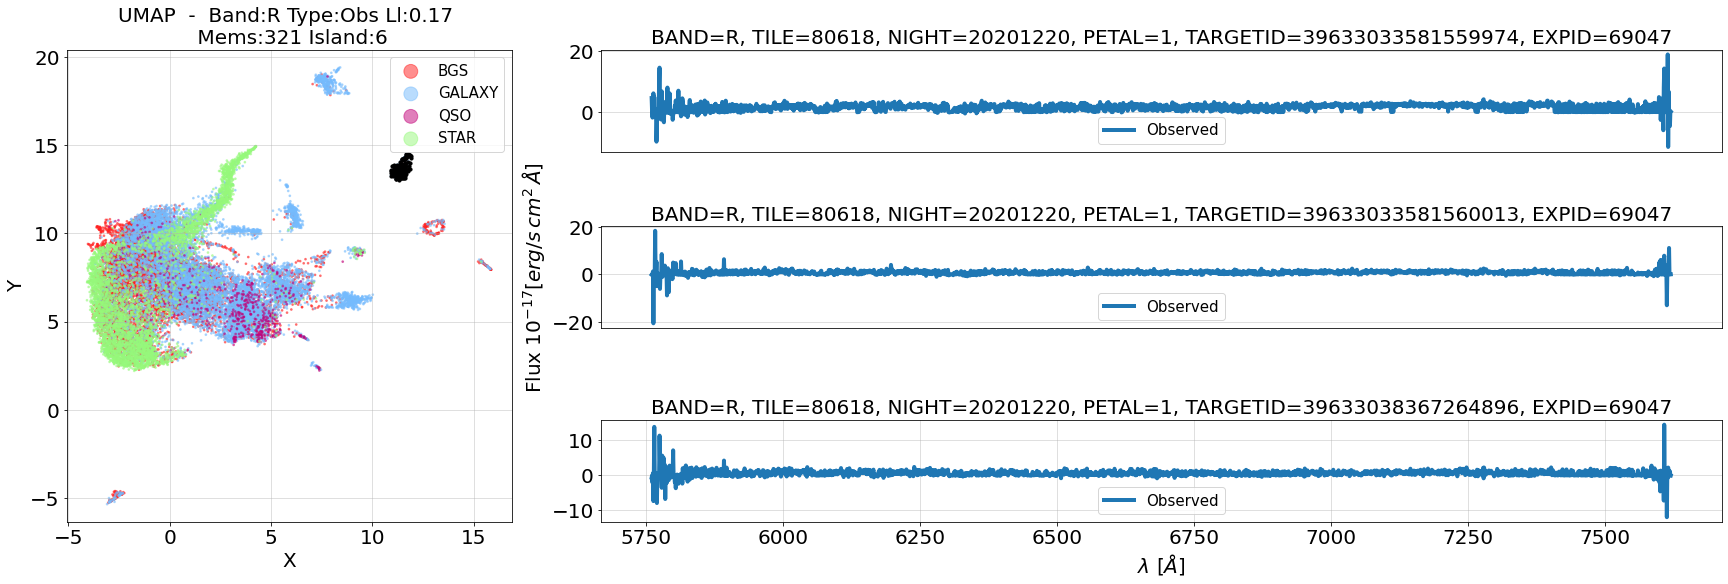 UMAP - Band:R Type:Obs Ll:0.17
Mems:321 Island:6
BGS
GALAXY
QSO
STAR
20
15
10
5
0
−5
Y
−5
0
5
10
15
X
Flux 10⁻¹⁷[erg/s cm² Å]
BAND=R, TILE=80618, NIGHT=20201220, PETAL=1, TARGETID=39633033581559974, EXPID=69047
20
0
Observed
BAND=R, TILE=80618, NIGHT=20201220, PETAL=1, TARGETID=39633033581560013, EXPID=69047
20
0
−20
Observed
BAND=R, TILE=80618, NIGHT=20201220, PETAL=1, TARGETID=39633038367264896, EXPID=69047
10
0
−10
Observed
5750
6000
6250
6500
6750
7000
7250
7500
λ [Å]